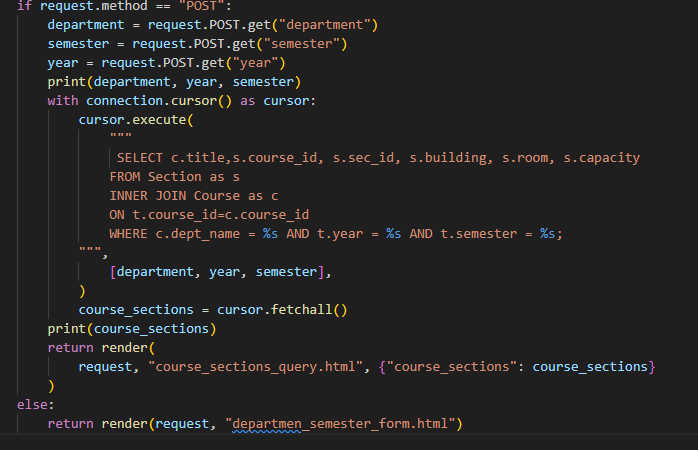 if request.method == "POST":
department = request.POST.get("department")
semester = request.POST.get("semester")
year = request.POST.get("year")
print(department, year, semester)
with connection.cursor() as cursor:
cursor.execute(
"""
SELECT c.title,s.course_id, s.sec_id, s.building, s.room, s.capacity
FROM Section as s
INNER JOIN Course as c
ON t.course_id=c.course_id
WHERE c.dept_name = %s AND t.year = %s AND t.semester = %s;
""",
[department, year, semester],
)
course_sections = cursor.fetchall()
print(course_sections)
return render(
request, "course_sections_query.html", {"course_sections": course_sections}
)
else:
return render(request, "departmen_semester_form.html")